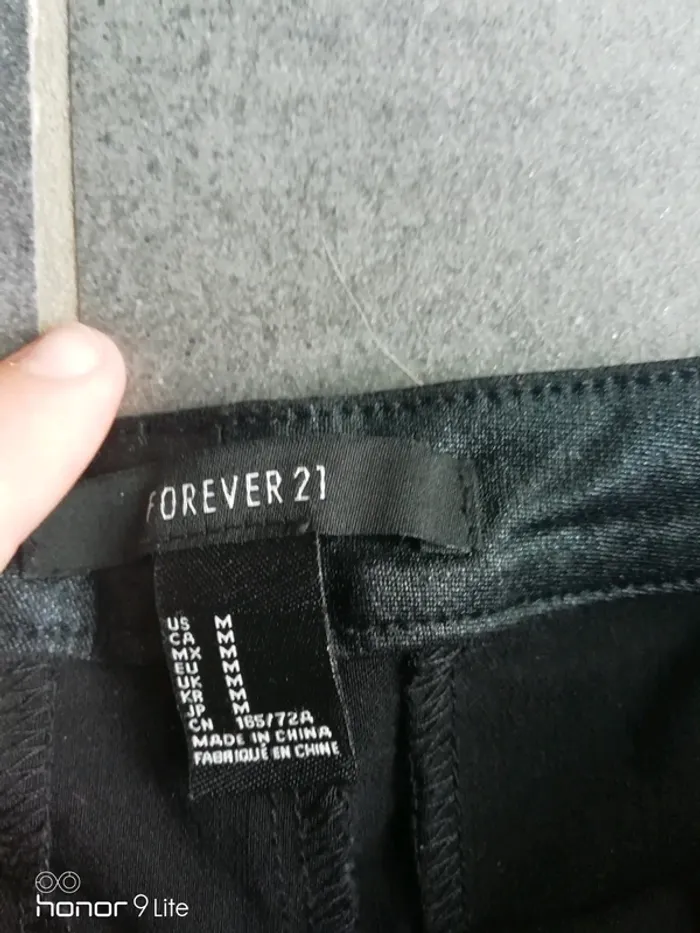 FOREVER 21
US M
CA M
MX M
EU M
UK M
KR M
JP M
CN 165/72A
MADE IN CHINA
FABRIQUÉ EN CHINE
honor 9 Lite